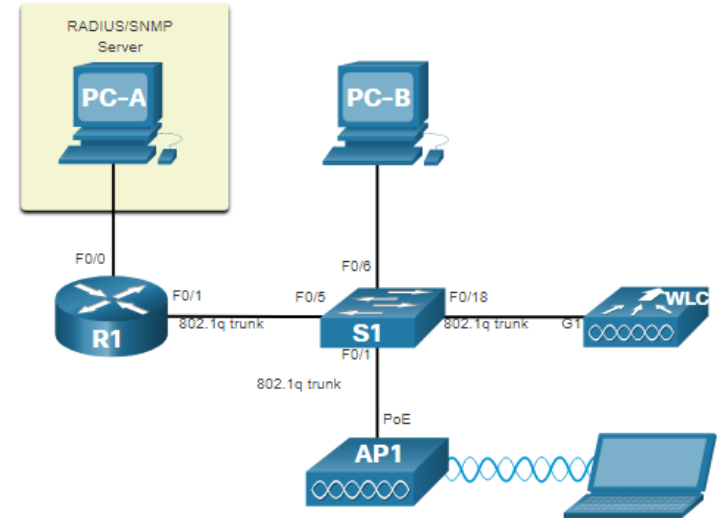 RADIUS/SNMP
Server
PC-A
PC-B
F0/0
F0/6
F0/1
F0/5
F0/18
WLC
802.1q trunk
802.1q trunk
G1
R1
S1
F0/1
802.1q trunk
PoE
AP1